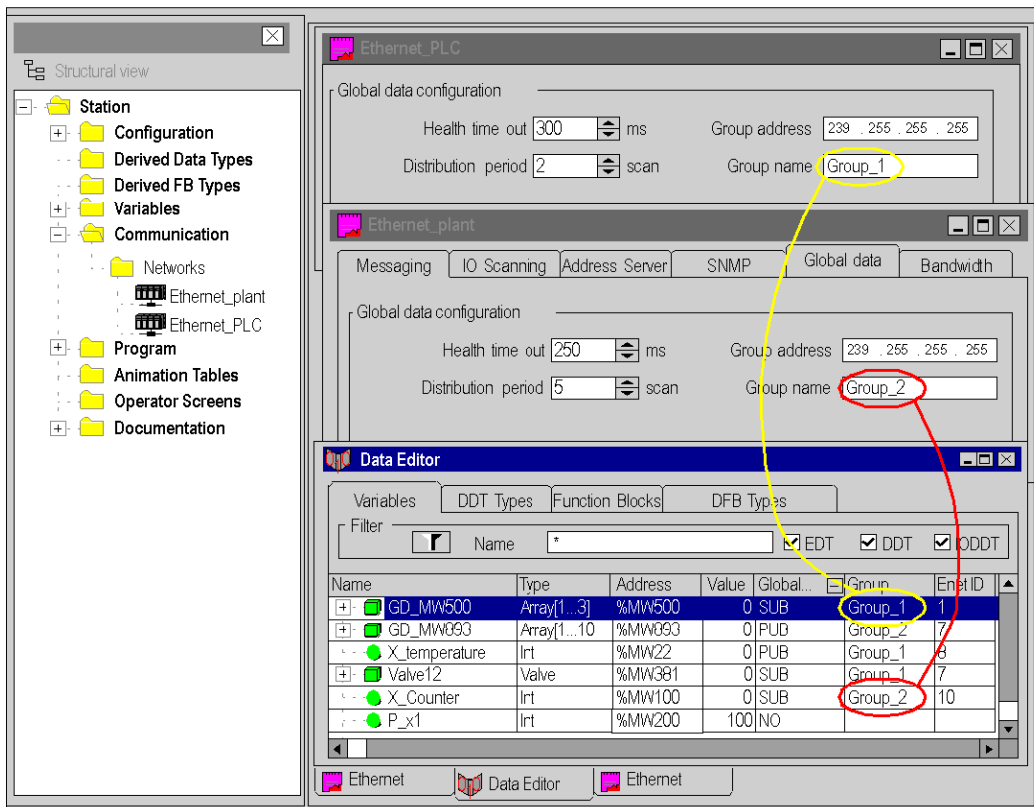 Structural view
Station
Configuration
Derived Data Types
Derived FB Types
Variables
Communication
Networks
Ethernet_plant
Ethernet_PLC
Program
Animation Tables
Operator Screens
Documentation
Ethernet_PLC
Global data configuration
Health time out 300 ms Group address 239 . 255 . 255 . 255
Distribution period 2 scan Group name Group_1
Ethernet_plant
Messaging IO Scanning Address Server SNMP Global data Bandwidth
Global data configuration
Health time out 250 ms Group address 239 . 255 . 255 . 255
Distribution period 5 scan Group name Group_2
Data Editor
Variables DDT Types Function Blocks DFB Types
Filter
Name * EDT DDT IODDT
Name Type Address Value Global... Group Enet ID
GD_MW500 Array[1...3] %MW500 0 SUB Group_1 1
GD_MW893 Array[1...10 %MW893 0 PUB Group_2 7
X_temperature Int %MW22 0 PUB Group_1 8
Valve12 Valve %MW381 0 SUB Group_1 7
X_Counter Int %MW100 0 SUB Group_2 10
P_x1 Int %MW200 100 NO
Ethernet Data Editor Ethernet